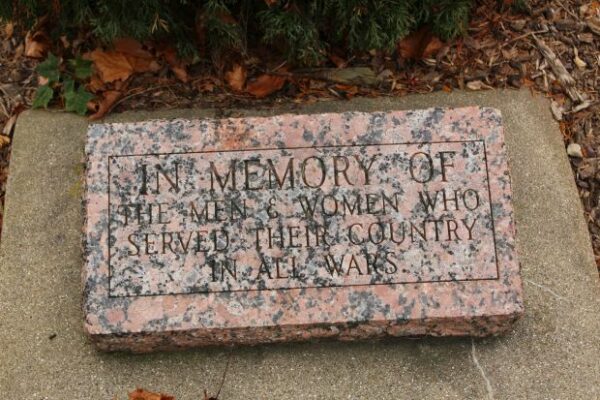 IN MEMORY OF
THE MEN & WOMEN WHO
SERVED THEIR COUNTRY
IN ALL WARS.